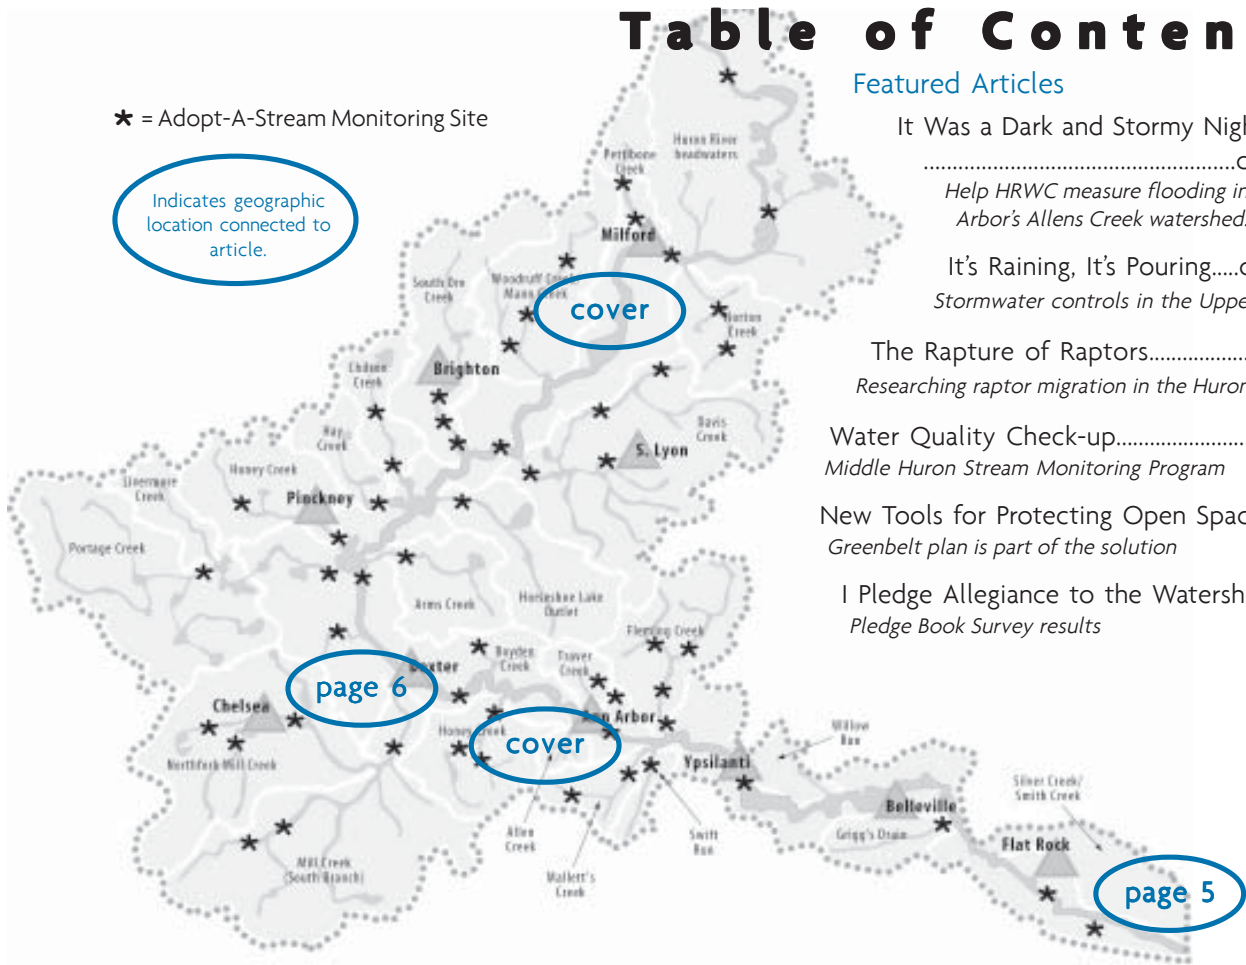 Table of Conten
Featured Articles
★ = Adopt-A-Stream Monitoring Site
Indicates geographic
location connected to
article.
It Was a Dark and Stormy Nigh
Help HRWC measure flooding in
Arbor's Allens Creek watershed.
It's Raining, It's Pouring.....c
Stormwater controls in the Uppe
The Rapture of Raptors..................
Researching raptor migration in the Huron
Water Quality Check-up.......................
Middle Huron Stream Monitoring Program
New Tools for Protecting Open Spac
Greenbelt plan is part of the solution
I Pledge Allegiance to the Watersh
Pledge Book Survey results
Huron River
headwaters
Pettibone
Creek
Milford
South Ore
Creek
Woodruff Creek/
Mann Creek
cover
Norton
Creek
Brighton
Chilson
Creek
Davis
Creek
Hay
Creek
S. Lyon
Honey Creek
Livermore
Creek
Pinckney
Portage Creek
Arms Creek
Horseshoe Lake
Outlet
Fleming Creek
Boyden
Creek
Traver
Creek
Dexter
page 6
Chelsea
Ann Arbor
Honey Creek
cover
Willow
Run
Ypsilanti
Northfork Mill Creek
Silver Creek/
Smith Creek
Belleville
Grigg's Drain
Allen
Creek
Swift
Run
Flat Rock
Mill Creek
(South Branch)
Mallett's
Creek
page 5